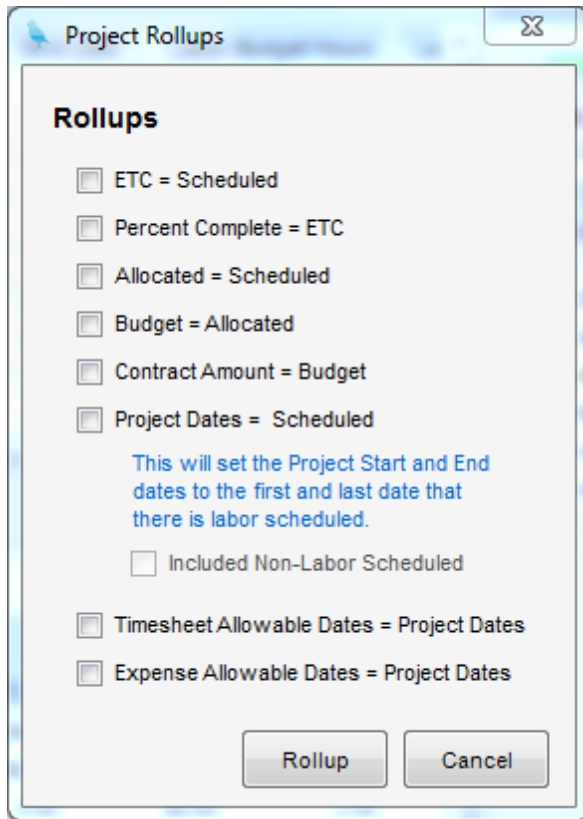 Project Rollups
Rollups
ETC = Scheduled
Percent Complete = ETC
Allocated = Scheduled
Budget = Allocated
Contract Amount = Budget
Project Dates = Scheduled
This will set the Project Start and End
dates to the first and last date that
there is labor scheduled.
Included Non-Labor Scheduled
Timesheet Allowable Dates = Project Dates
Expense Allowable Dates = Project Dates
Rollup Cancel